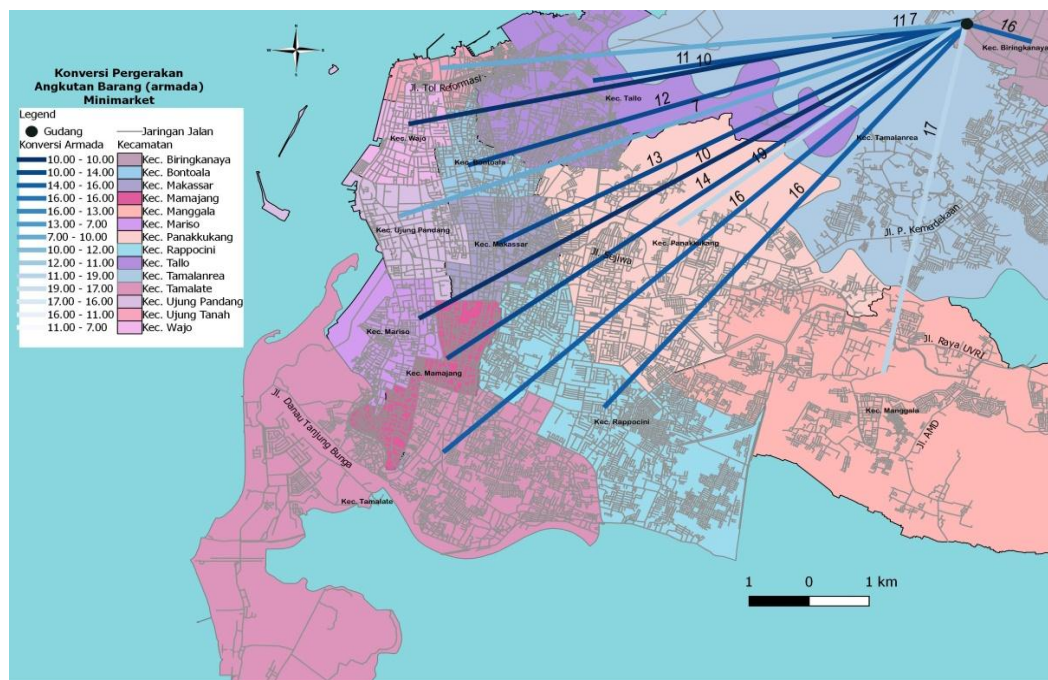 Konversi Pergerakan
Angkutan Barang (armada)
Minimarket
Legend
Gudang
Jaringan Jalan
Konversi Armada
Kecamatan
10.00 - 10.00
Kec. Biringkanaya
10.00 - 14.00
Kec. Bontoala
14.00 - 16.00
Kec. Makassar
16.00 - 16.00
Kec. Mamajang
16.00 - 13.00
Kec. Manggala
13.00 - 7.00
Kec. Mariso
7.00 - 10.00
Kec. Panakkukang
10.00 - 12.00
Kec. Rappocini
12.00 - 11.00
Kec. Tallo
11.00 - 19.00
Kec. Tamalanrea
19.00 - 17.00
Kec. Tamalate
17.00 - 16.00
Kec. Ujung Pandang
16.00 - 11.00
Kec. Ujung Tanah
11.00 - 7.00
Kec. Wajo
11 7
16
Kec. Biringkanaya
11
10
Jl. Tol Reformasi
Kec. Tallo
12
7
Kec. Wajo
Kec. Tamalanrea
17
Kec. Bontoala
13
10
19
14
16
16
Kec. Ujung Pandang
Kec. Makassar
Kec. Panakkukang
Jl. P. Kemerdekaan
Kec. Mariso
Jl. Raya UVRI
Kec. Mamajang
Jl. Danau Tanjung Bunga
Kec. Manggala
Kec. Rappocini
Jl. AMD
Kec. Tamalate
1 0 1 km